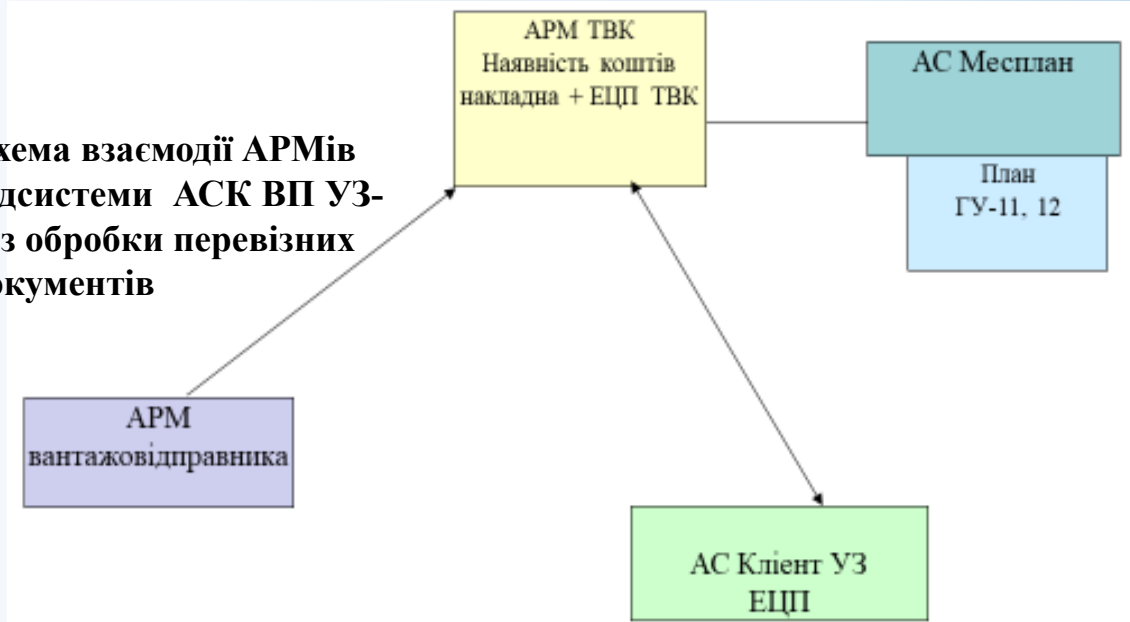 АРМ ТВК
Наявність коштів
накладна + ЕЦП ТВК
АС Месплан
План
ГУ-11, 12
хема взаємодії АРМів
дсистеми АСК ВП УЗ-
з обробки перевізних
окументів
АРМ
вантажовідправника
АС Клієнт УЗ
ЕЦП